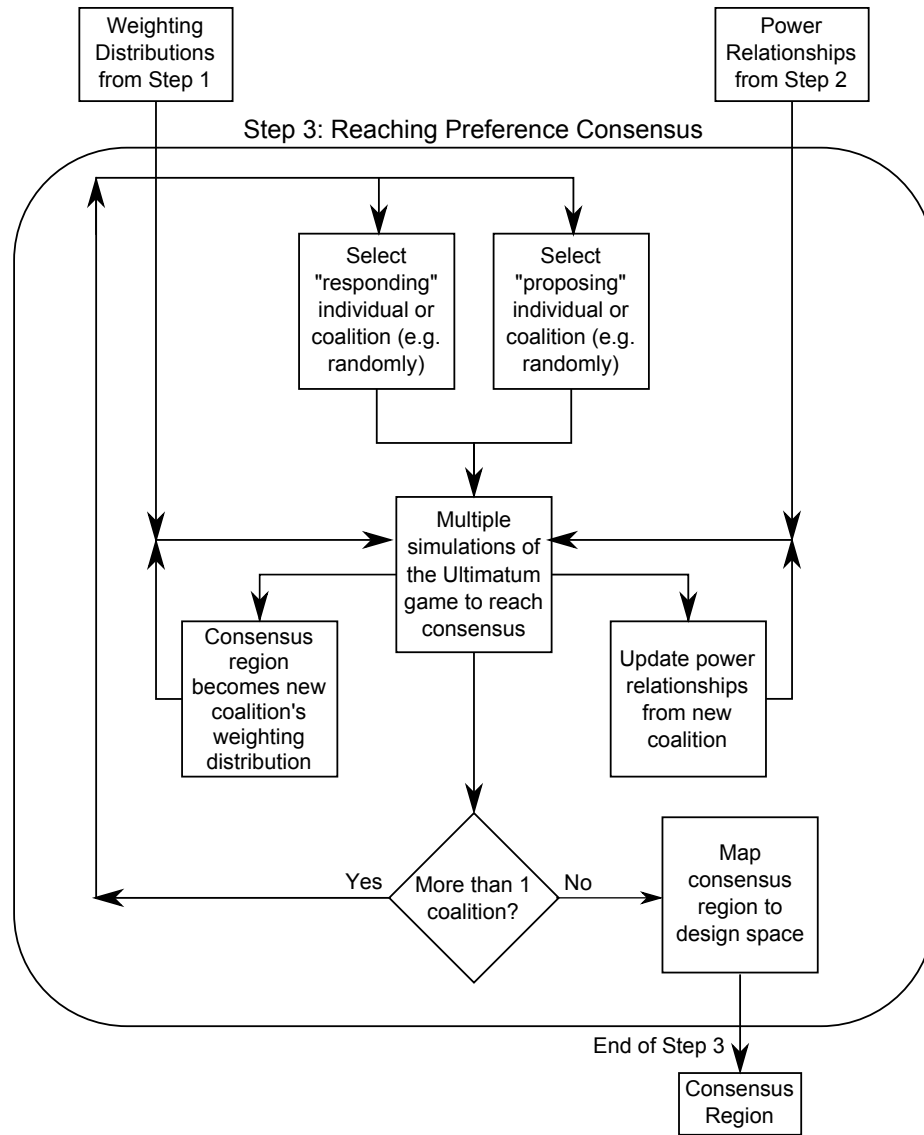 Weighting
Distributions
from Step 1
Power
Relationships
from Step 2
Step 3: Reaching Preference Consensus
Select
"responding"
individual or
coalition (e.g.
randomly)
Select
"proposing"
individual or
coalition (e.g.
randomly)
Multiple
simulations of
the Ultimatum
game to reach
consensus
Consensus
region
becomes new
coalition's
weighting
distribution
Update power
relationships
from new
coalition
Yes
More than 1
coalition?
No
Map
consensus
region to
design space
End of Step 3
Consensus
Region